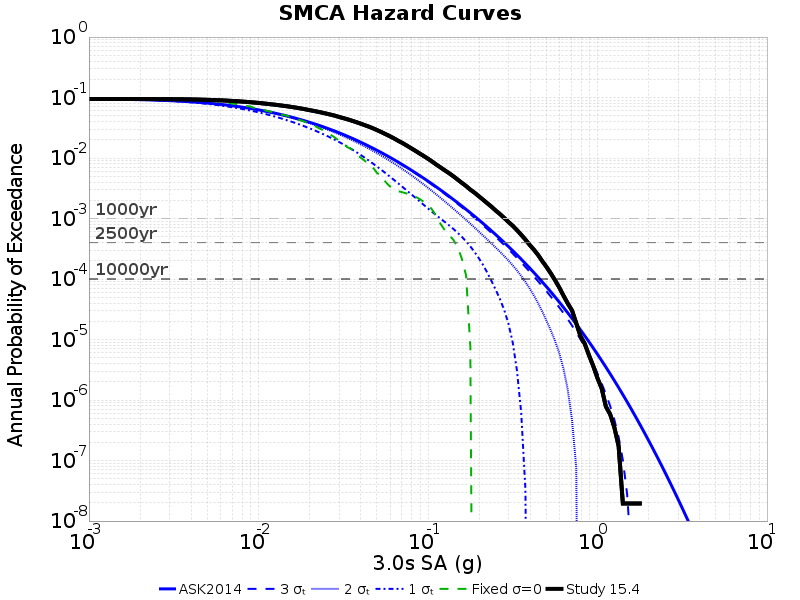 SMCA Hazard Curves
Annual Probability of Exceedance
10^0
10^-1
10^-2
10^-3
10^-4
10^-5
10^-6
10^-7
10^-8
1000yr
2500yr
10000yr
10^-3 10^-2 10^-1 10^0 10^1
3.0s SA (g)
ASK2014 3 σₜ 2 σₜ 1 σₜ Fixed σ=0 Study 15.4